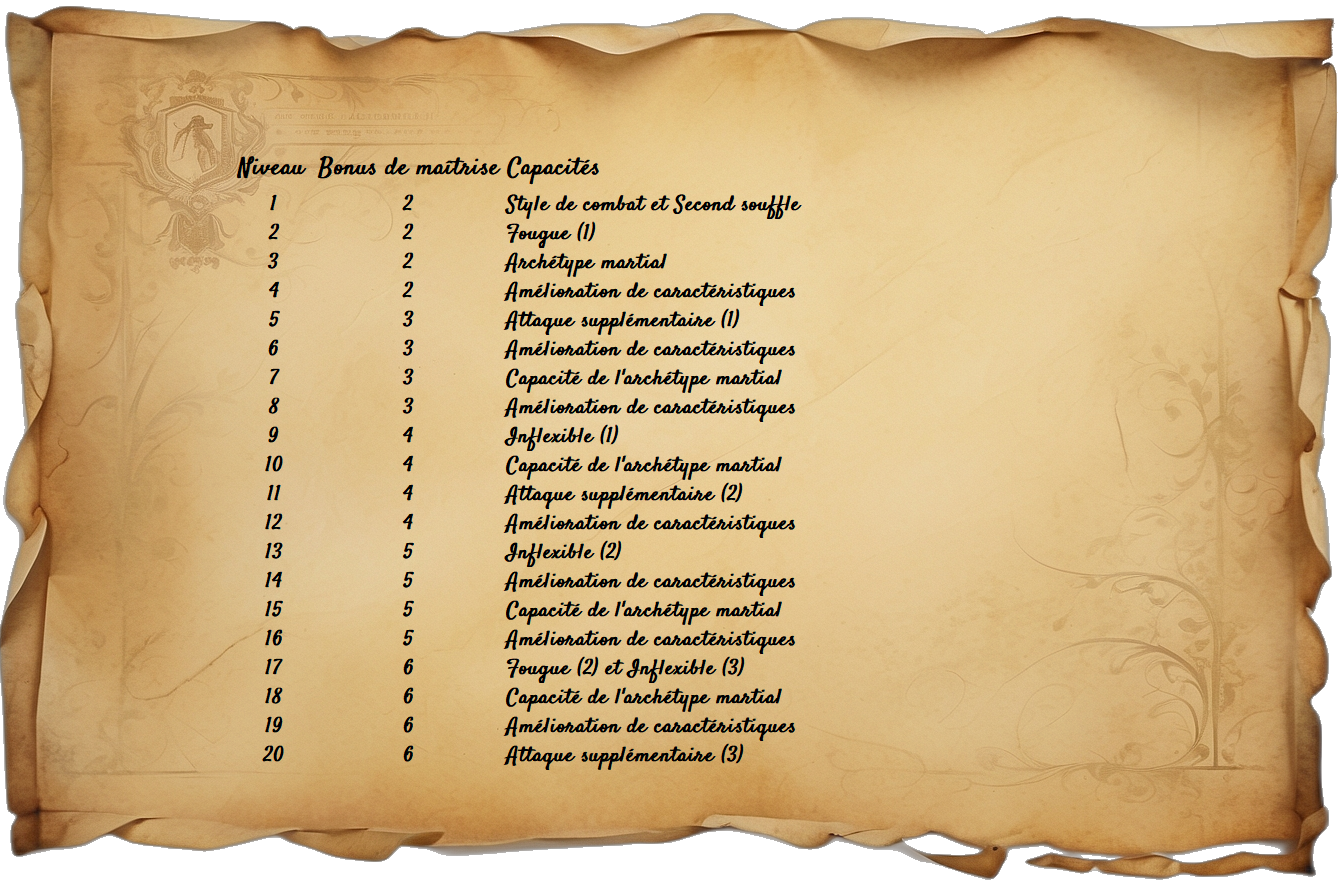 Niveau Bonus de maîtrise Capacités
1 2 Style de combat et Second souffle
2 2 Fougue (1)
3 2 Archétype martial
4 2 Amélioration de caractéristiques
5 3 Attaque supplémentaire (1)
6 3 Amélioration de caractéristiques
7 3 Capacité de l'archétype martial
8 3 Amélioration de caractéristiques
9 4 Inflexible (1)
10 4 Capacité de l'archétype martial
11 4 Attaque supplémentaire (2)
12 4 Amélioration de caractéristiques
13 5 Inflexible (2)
14 5 Amélioration de caractéristiques
15 5 Capacité de l'archétype martial
16 5 Amélioration de caractéristiques
17 6 Fougue (2) et Inflexible (3)
18 6 Capacité de l'archétype martial
19 6 Amélioration de caractéristiques
20 6 Attaque supplémentaire (3)